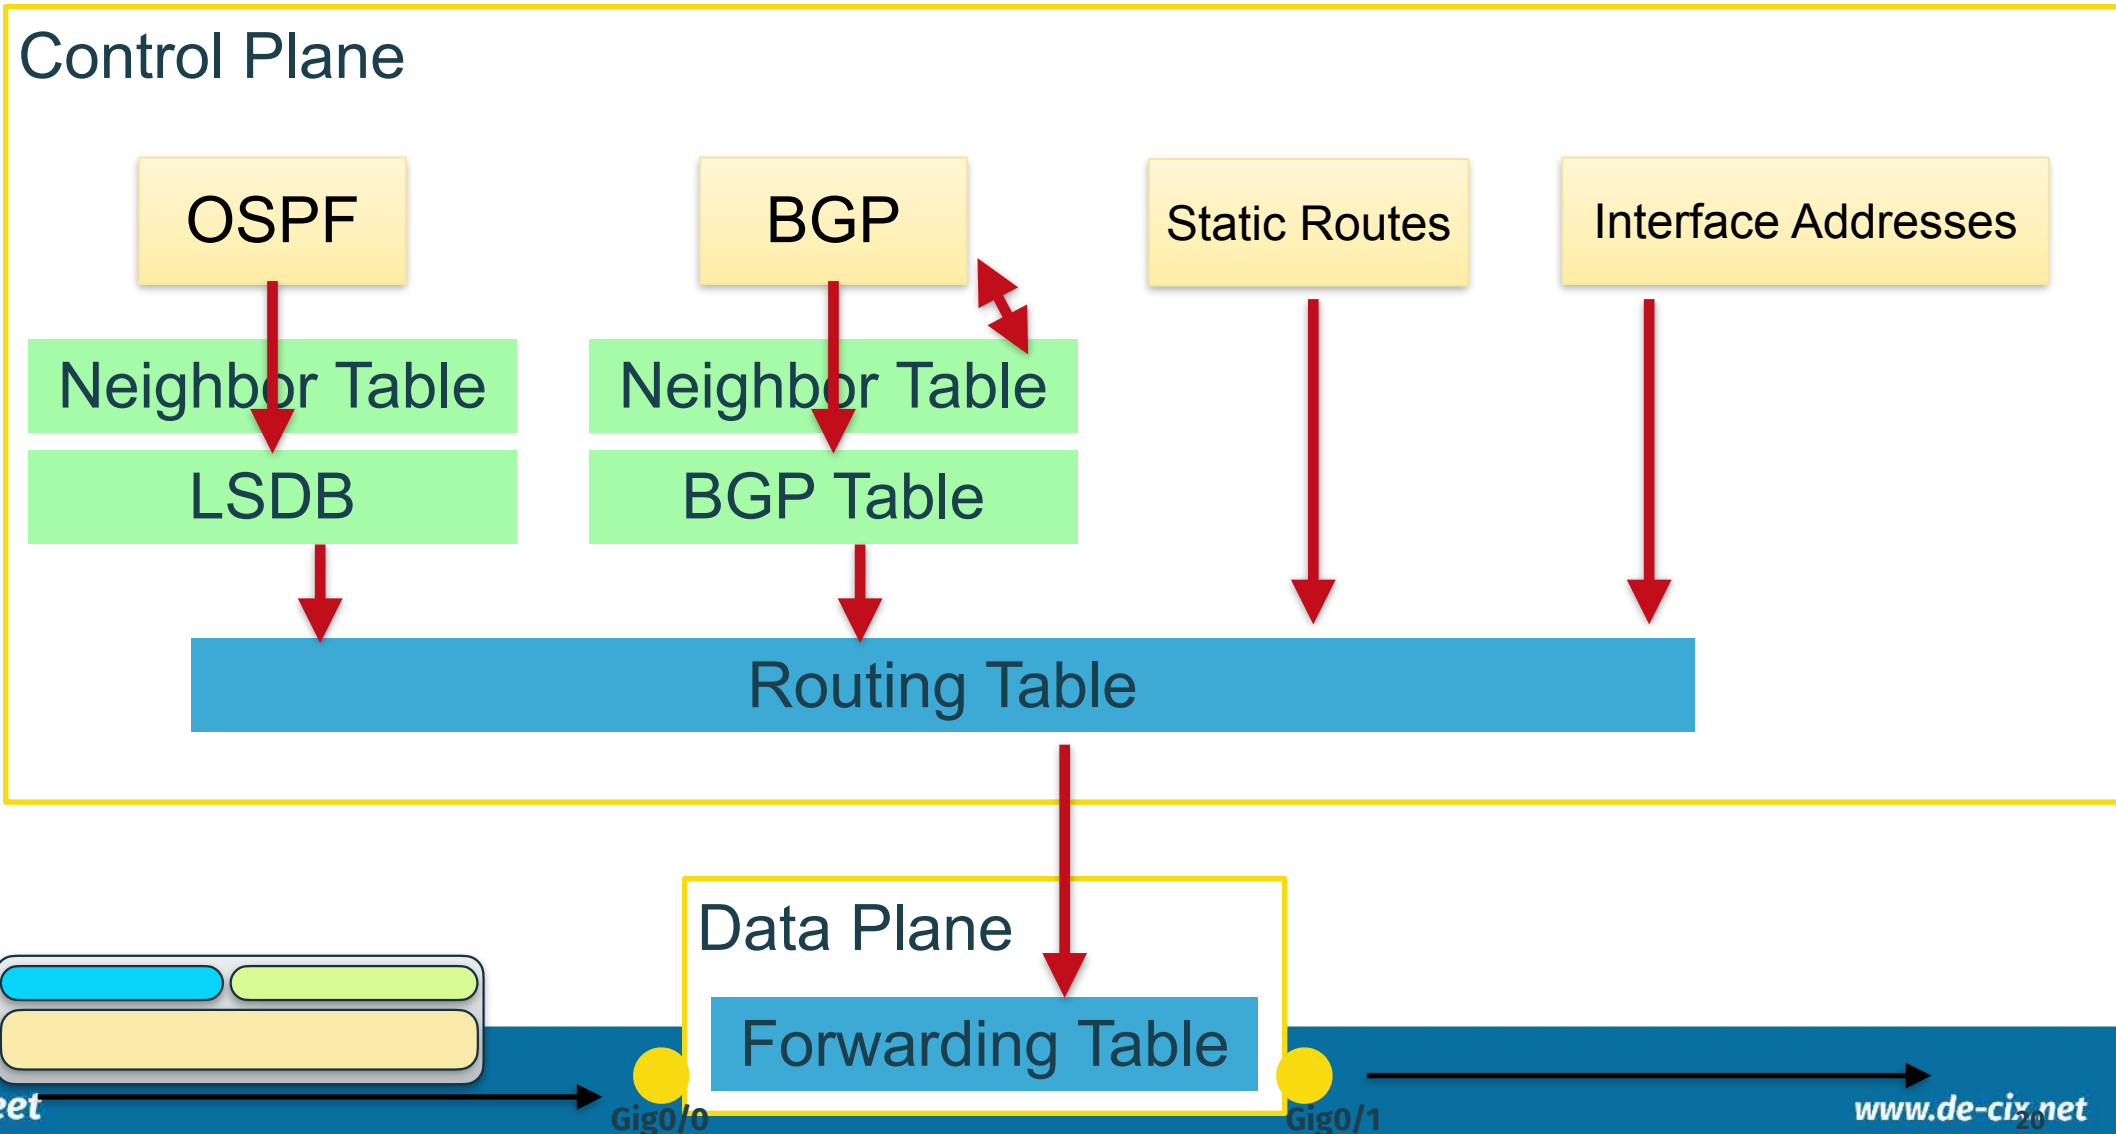 Control Plane
OSPF
BGP
Static Routes
Interface Addresses
Neighbor Table
Neighbor Table
LSDB
BGP Table
Routing Table
Data Plane
Forwarding Table
Gig0/0
Gig0/1
www.de-cix.net
20